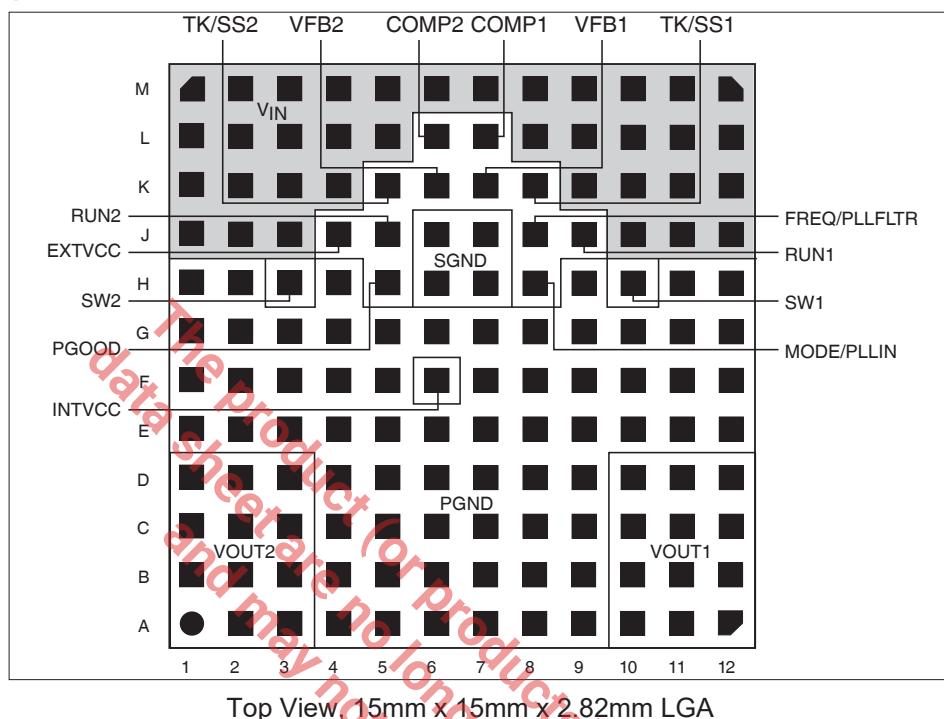 TK/SS2 VFB2 COMP2 COMP1 VFB1 TK/SS1
M
VIN
L
K
RUN2
FREQ/PLLFLTR
J
EXTVCC
SGND
RUN1
H
SW2
SW1
G
PGOOD
MODE/PLLIN
F
INTVCC
E
D
PGND
C
VOUT2
VOUT1
B
A
1 2 3 4 5 6 7 8 9 10 11 12
Top View, 15mm x 15mm x 2.82mm LGA
The product (or product
data sheet are no lon
and may no